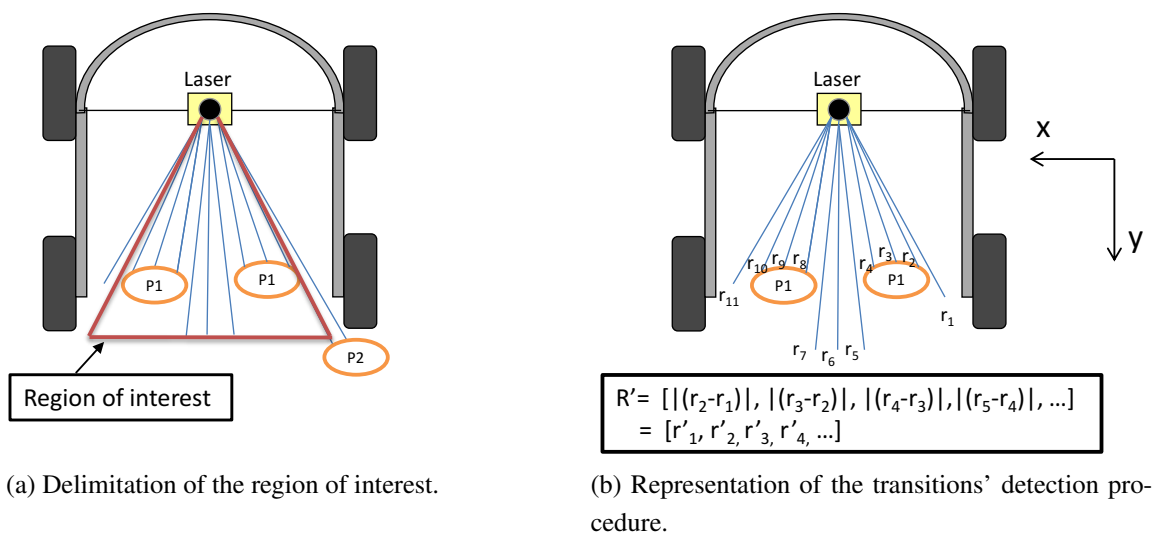 Laser
P1
P1
P2
Region of interest
(a) Delimitation of the region of interest.
Laser
x
y
r₁₀ r₉ r₈
r₄ r₃ r₂
P1
P1
r₁₁
r₁
r₇ r₆ r₅
R’= [|(r₂-r₁)|, |(r₃-r₂)|, |(r₄-r₃)|,|(r₅-r₄)|, ...]
= [r’₁, r’₂, r’₃, r’₄, ...]
(b) Representation of the transitions’ detection pro-
cedure.